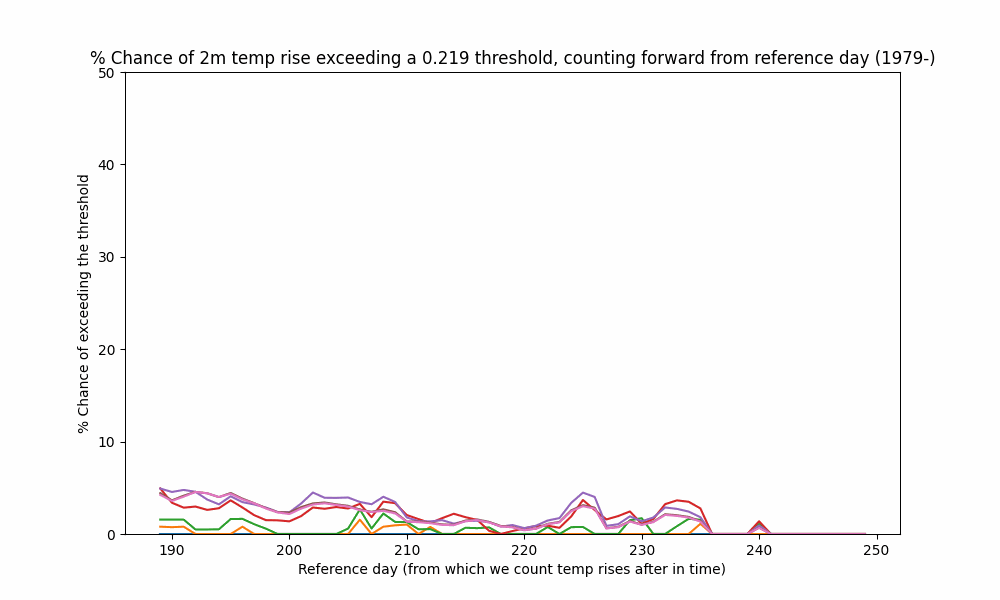 % Chance of 2m temp rise exceeding a 0.219 threshold, counting forward from reference day (1979-)
50
40
30
20
10
0
% Chance of exceeding the threshold
190 200 210 220 230 240 250
Reference day (from which we count temp rises after in time)